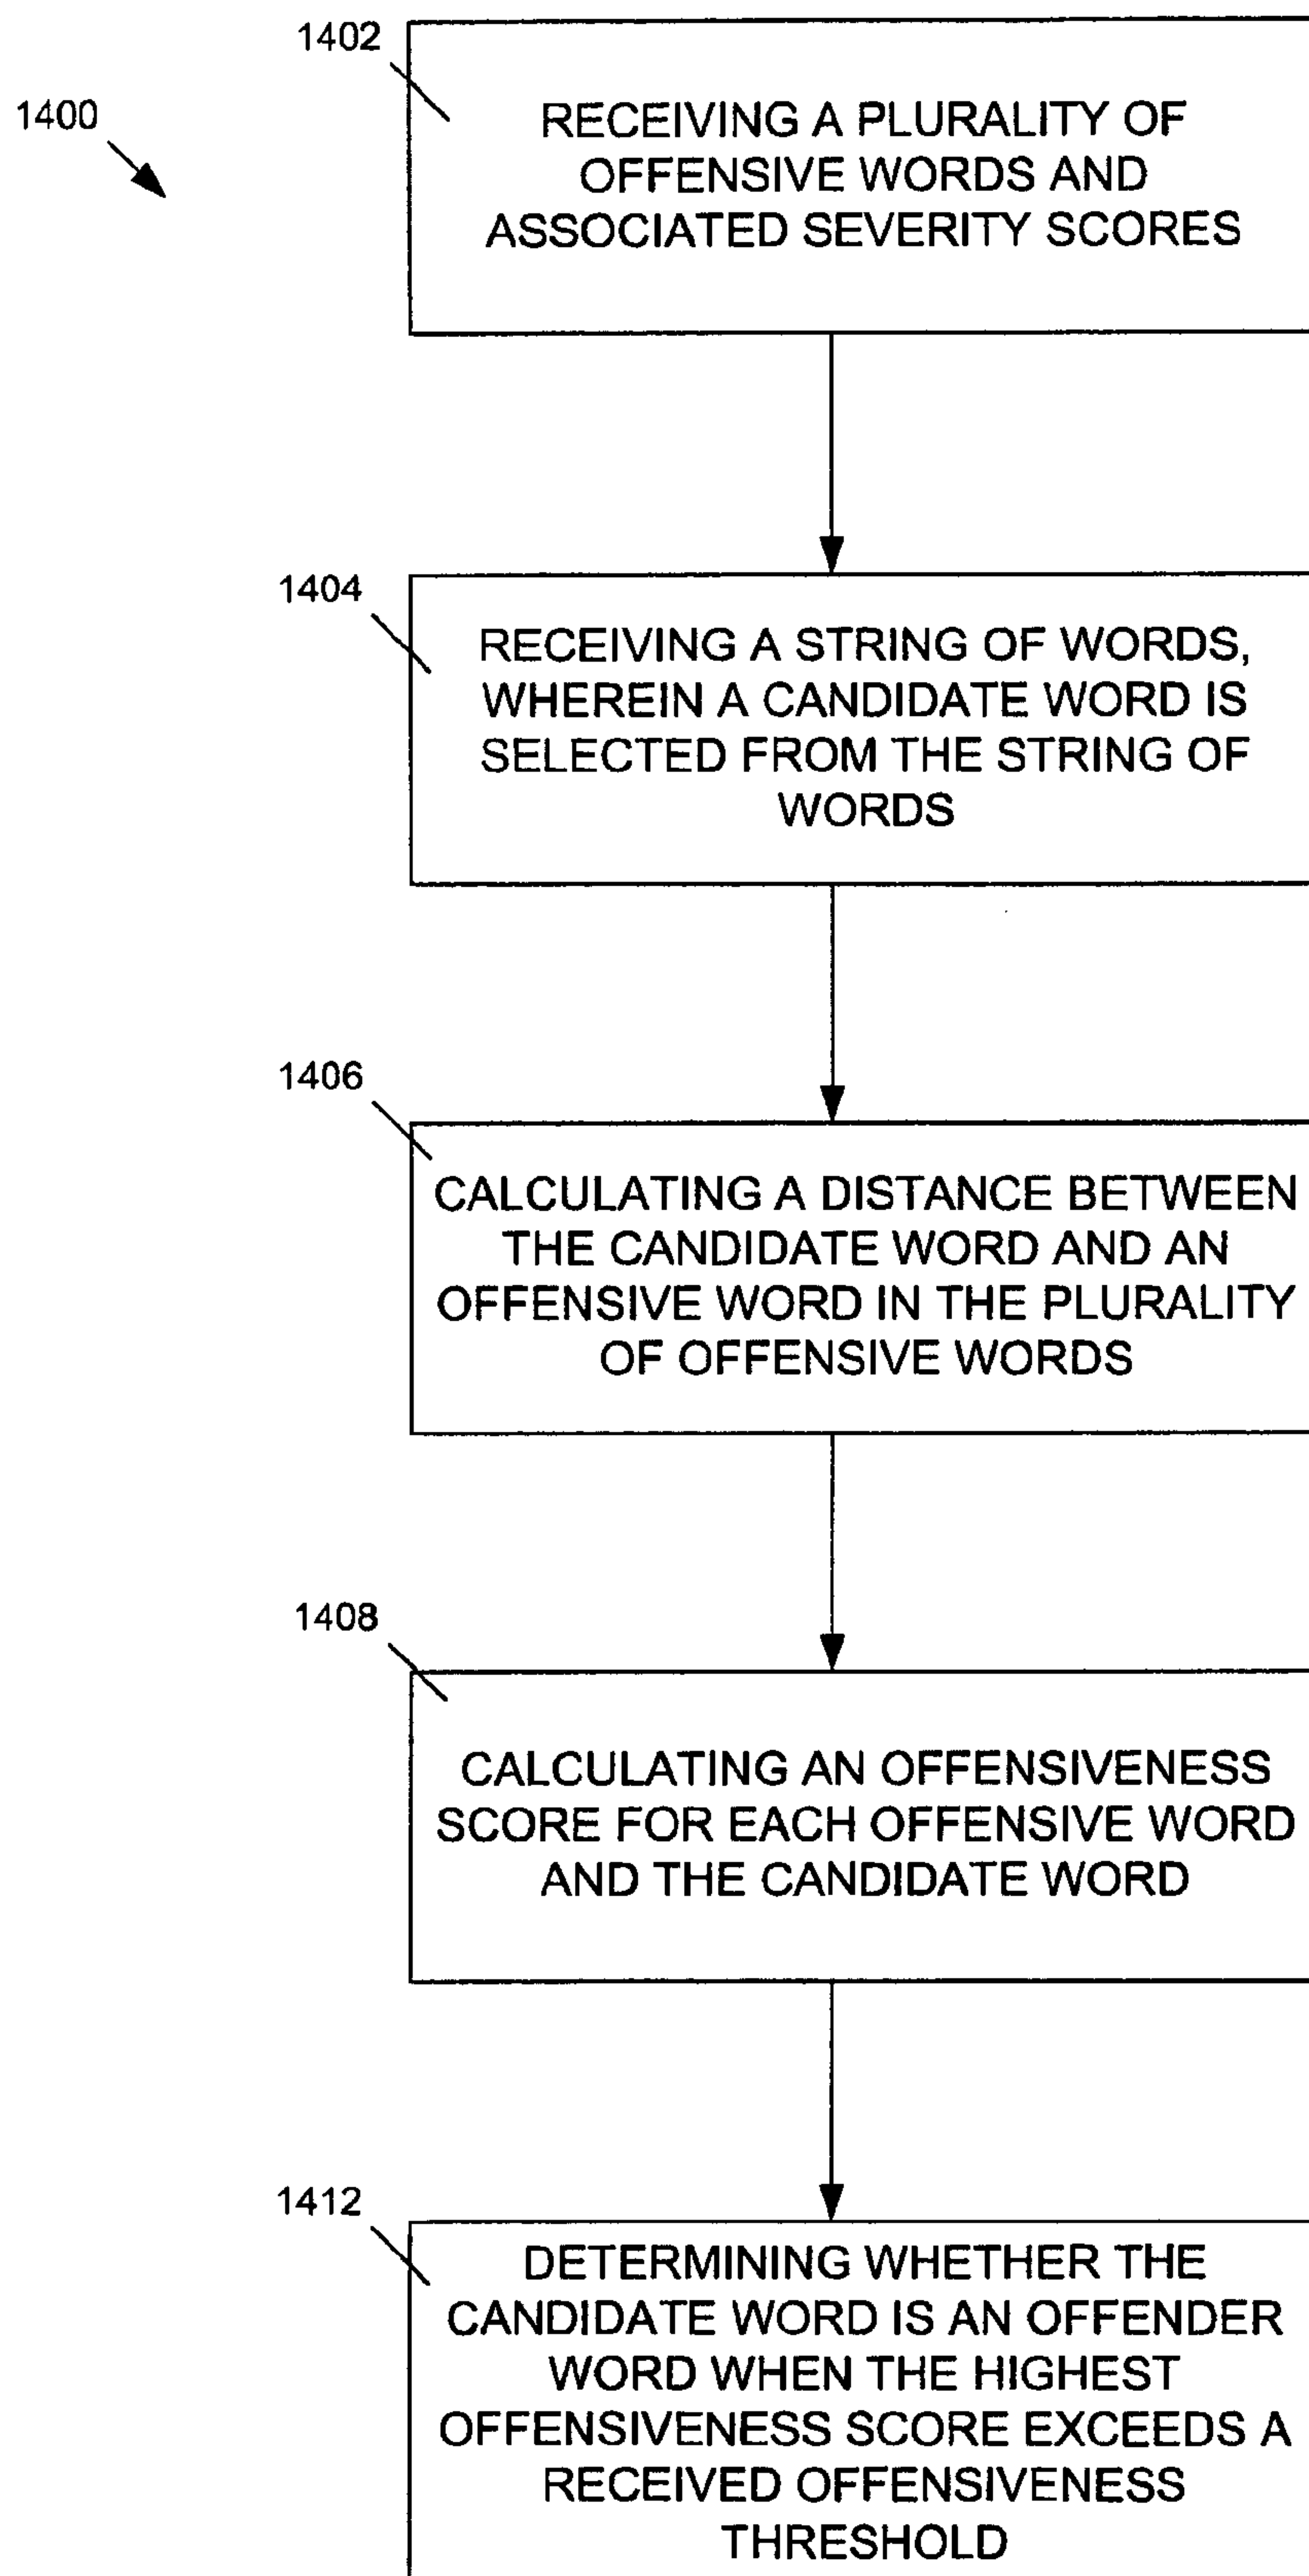 1402
1400
RECEIVING A PLURALITY OF
OFFENSIVE WORDS AND
ASSOCIATED SEVERITY SCORES
1404
RECEIVING A STRING OF WORDS,
WHEREIN A CANDIDATE WORD IS
SELECTED FROM THE STRING OF
WORDS
1406
CALCULATING A DISTANCE BETWEEN
THE CANDIDATE WORD AND AN
OFFENSIVE WORD IN THE PLURALITY
OF OFFENSIVE WORDS
1408
CALCULATING AN OFFENSIVENESS
SCORE FOR EACH OFFENSIVE WORD
AND THE CANDIDATE WORD
1412
DETERMINING WHETHER THE
CANDIDATE WORD IS AN OFFENDER
WORD WHEN THE HIGHEST
OFFENSIVENESS SCORE EXCEEDS A
RECEIVED OFFENSIVENESS
THRESHOLD